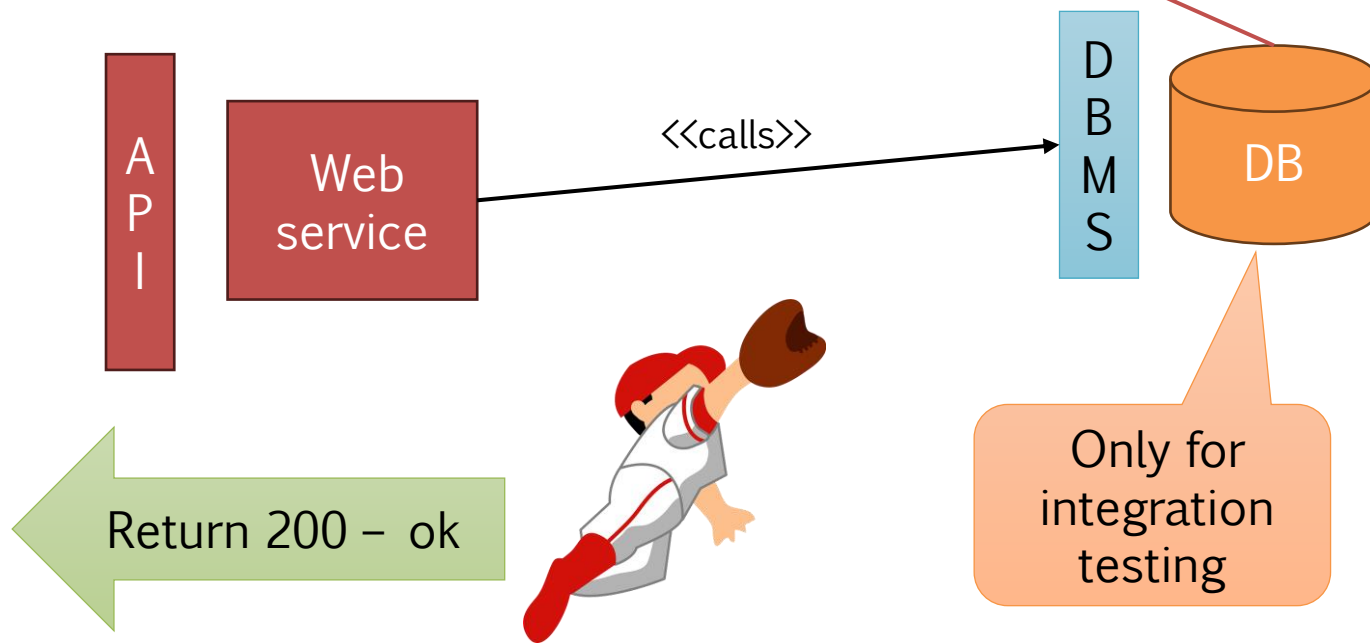 A
P
I
Web
service
<<calls>>
D
B
M
S
DB
Return 200 – ok
Only for
integration
testing